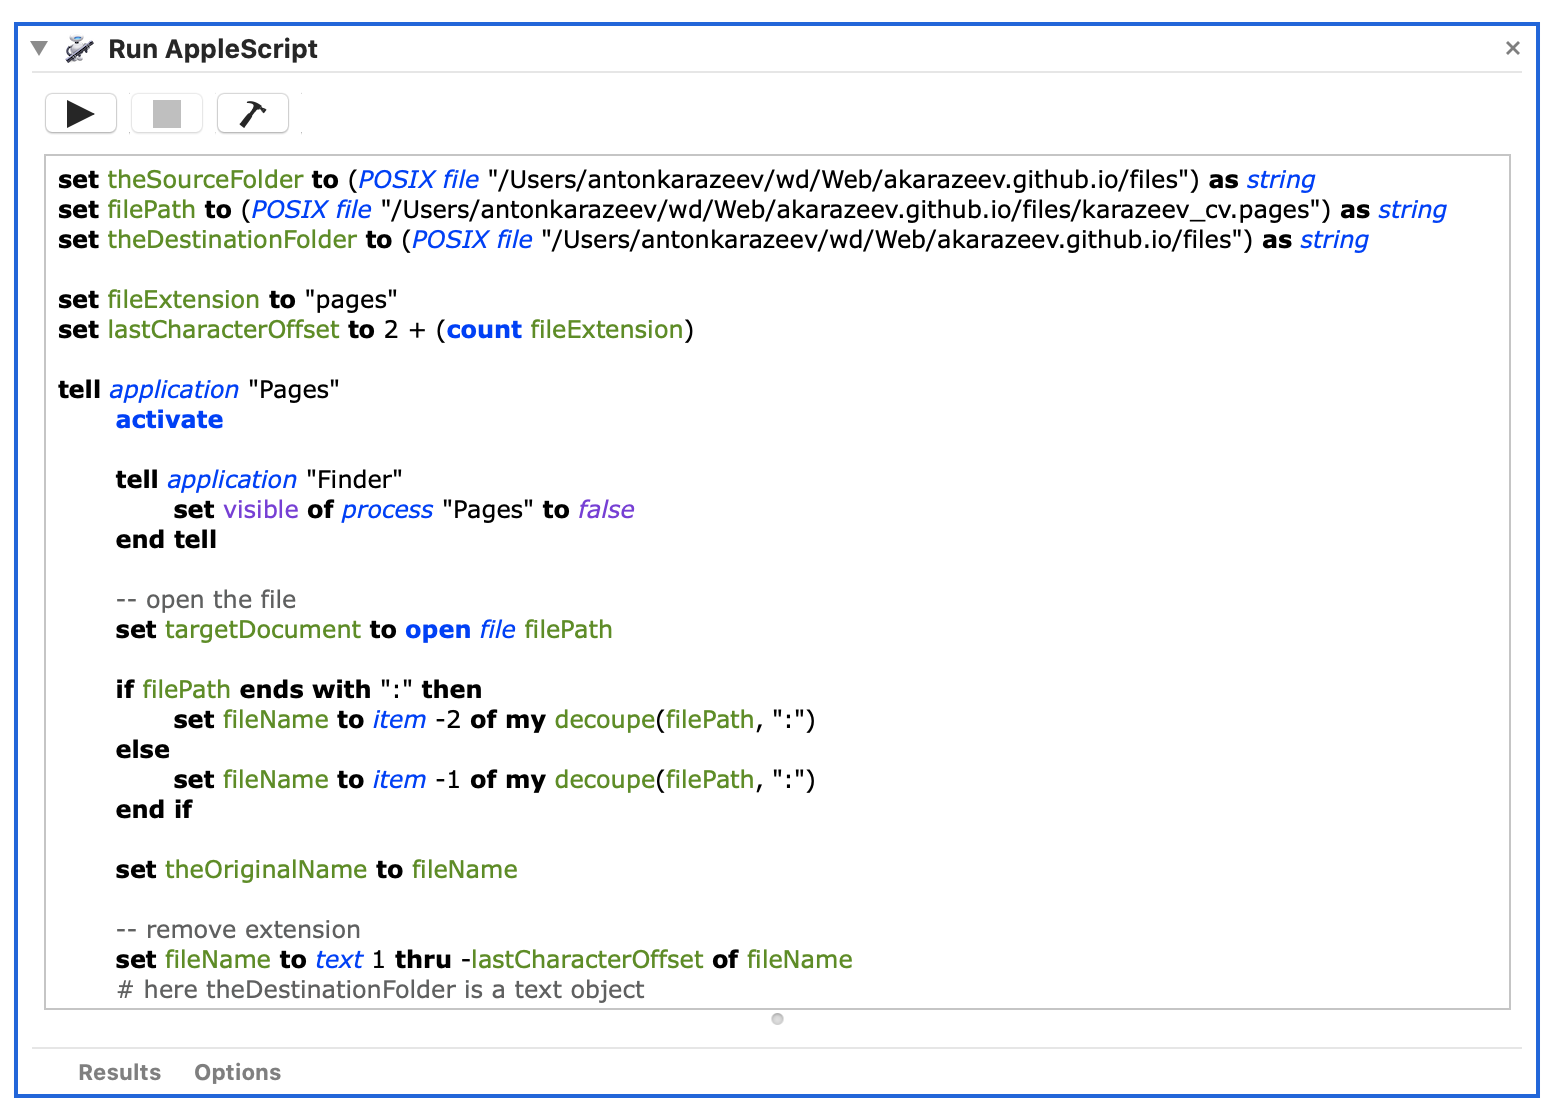 Run AppleScript
set theSourceFolder to (POSIX file "/Users/antonkarazeev/wd/Web/akarazeev.github.io/files") as string
set filePath to (POSIX file "/Users/antonkarazeev/wd/Web/akarazeev.github.io/files/karazeev_cv.pages") as string
set theDestinationFolder to (POSIX file "/Users/antonkarazeev/wd/Web/akarazeev.github.io/files") as string
set fileExtension to "pages"
set lastCharacterOffset to 2 + (count fileExtension)
tell application "Pages"
activate
tell application "Finder"
set visible of process "Pages" to false
end tell
-- open the file
set targetDocument to open file filePath
if filePath ends with ":" then
set fileName to item -2 of my decoupe(filePath, ":")
else
set fileName to item -1 of my decoupe(filePath, ":")
end if
set theOriginalName to fileName
-- remove extension
set fileName to text 1 thru -lastCharacterOffset of fileName
# here theDestinationFolder is a text object
Results Options